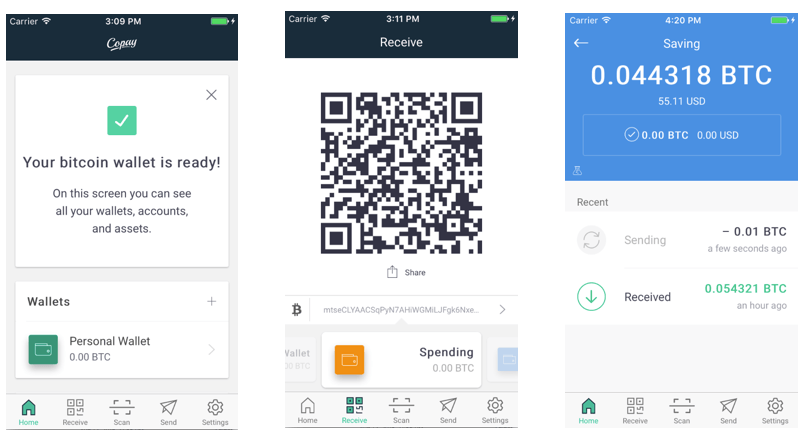 Carrier 3:09 PM
Copay
Your bitcoin wallet is ready!
On this screen you can see
all your wallets, accounts,
and assets.
Wallets
Personal Wallet
0.00 BTC
Home Receive Scan Send Settings
Carrier 3:11 PM
Receive
Share
mtseCLYAACSqPyN7AHiWGMiLJFgk6Nxe...
Wallet
Spending
0.00 BTC
Home Receive Scan Send Settings
Carrier 4:20 PM
Saving
0.044318 BTC
55.11 USD
0.00 BTC 0.00 USD
Recent
Sending
– 0.01 BTC
a few seconds ago
Received
0.054321 BTC
an hour ago
Home Receive Scan Send Settings